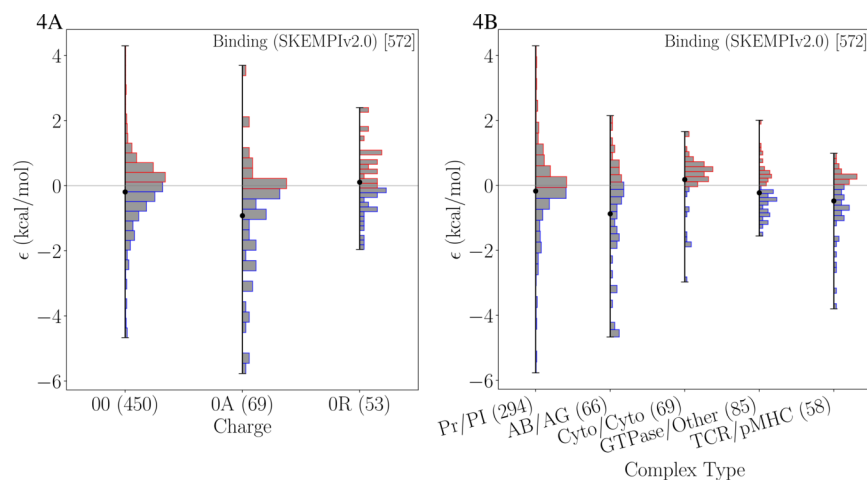 4A
Binding (SKEMPIv2.0) [572]
4
2
0
−2
−4
−6
ϵ (kcal/mol)
00 (450)
0A (69)
0R (53)
Charge
4B
Binding (SKEMPIv2.0) [572]
4
2
0
−2
−4
−6
ϵ (kcal/mol)
Pr/PI (294)
AB/AG (66)
Cyto/Cyto (69)
GTPase/Other (85)
TCR/pMHC (58)
Complex Type